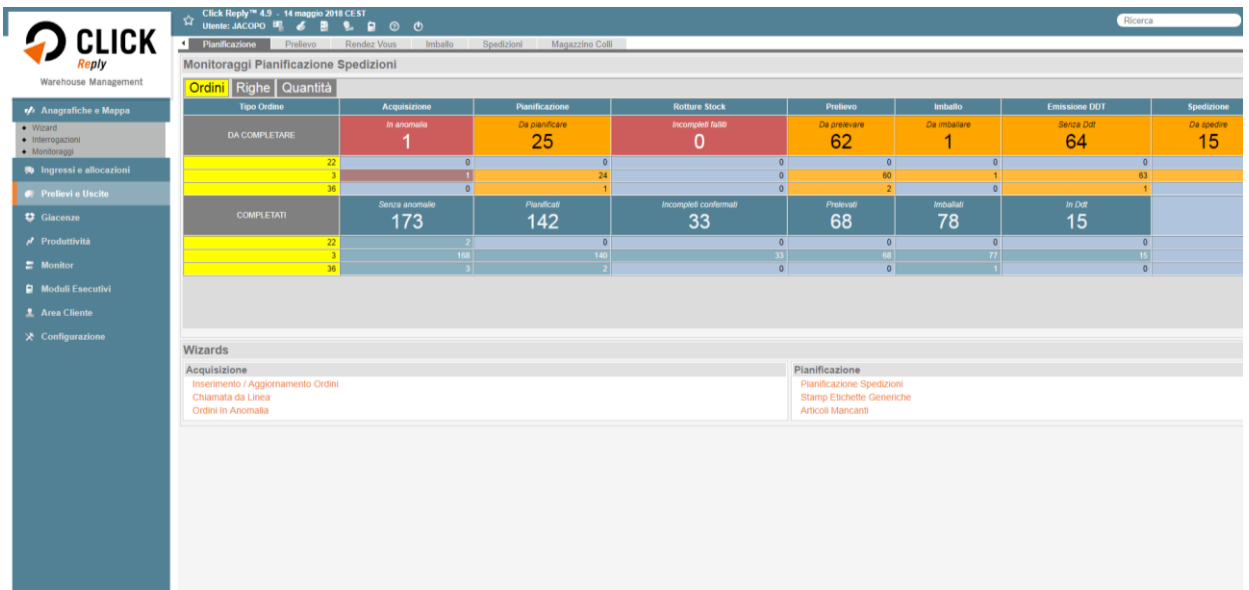 CLICK
Reply
Warehouse Management
Click Reply™ 4.9 - 14 maggio 2018 CEST
Utente: JACOPO
Ricerca
Pianificazione Prelievo Rendez Vous Imballo Spedizioni Magazzino Colli
Anagrafiche e Mappa
Wizard
Interrogazioni
Monitoraggi
Ingressi e allocazioni
Prelievi e Uscite
Giacenze
Produttività
Monitor
Moduli Esecutivi
Area Cliente
Configurazione
Monitoraggi Pianificazione Spedizioni
Ordini Righe Quantità
Tipo Ordine Acquisizione Pianificazione Rotture Stock Prelievo Imballo Emissione DDT Spedizione
DA COMPLETARE In anomalia Da pianificare Incompleti falliti Da prelevare Da imballare Senza Ddt Da spedire
1 25 0 62 1 64 15
22 0 0 0 0 0 0
3 1 24 0 60 1 63
36 0 1 0 2 0 1
COMPLETATI Senza anomalie Pianificati Incompleti confermati Prelevati Imballati In Ddt
173 142 33 68 78 15
22 2 0 0 0 0 0
3 168 140 33 68 77 15
36 3 2 0 0 1 0
Wizards
Acquisizione
Inserimento / Aggiornamento Ordini
Chiamata da Linea
Ordini In Anomalia
Pianificazione
Pianificazione Spedizioni
Stamp Etichette Generiche
Articoli Mancanti